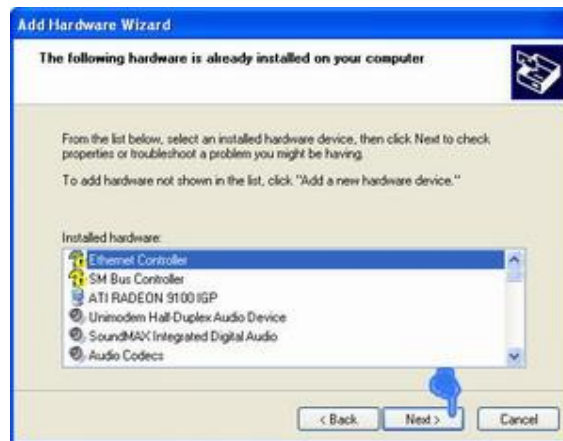 Add Hardware Wizard
The following hardware is already installed on your computer
From the list below, select an installed hardware device, then click Next to check
properties or troubleshoot a problem you might be having.
To add hardware not shown in the list, click "Add a new hardware device."
Installed hardware:
Ethernet Controller
SM Bus Controller
ATI RADEON 9100 IGP
Unimodem Half-Duplex Audio Device
SoundMAX Integrated Digital Audio
Audio Codecs
< Back Next > Cancel